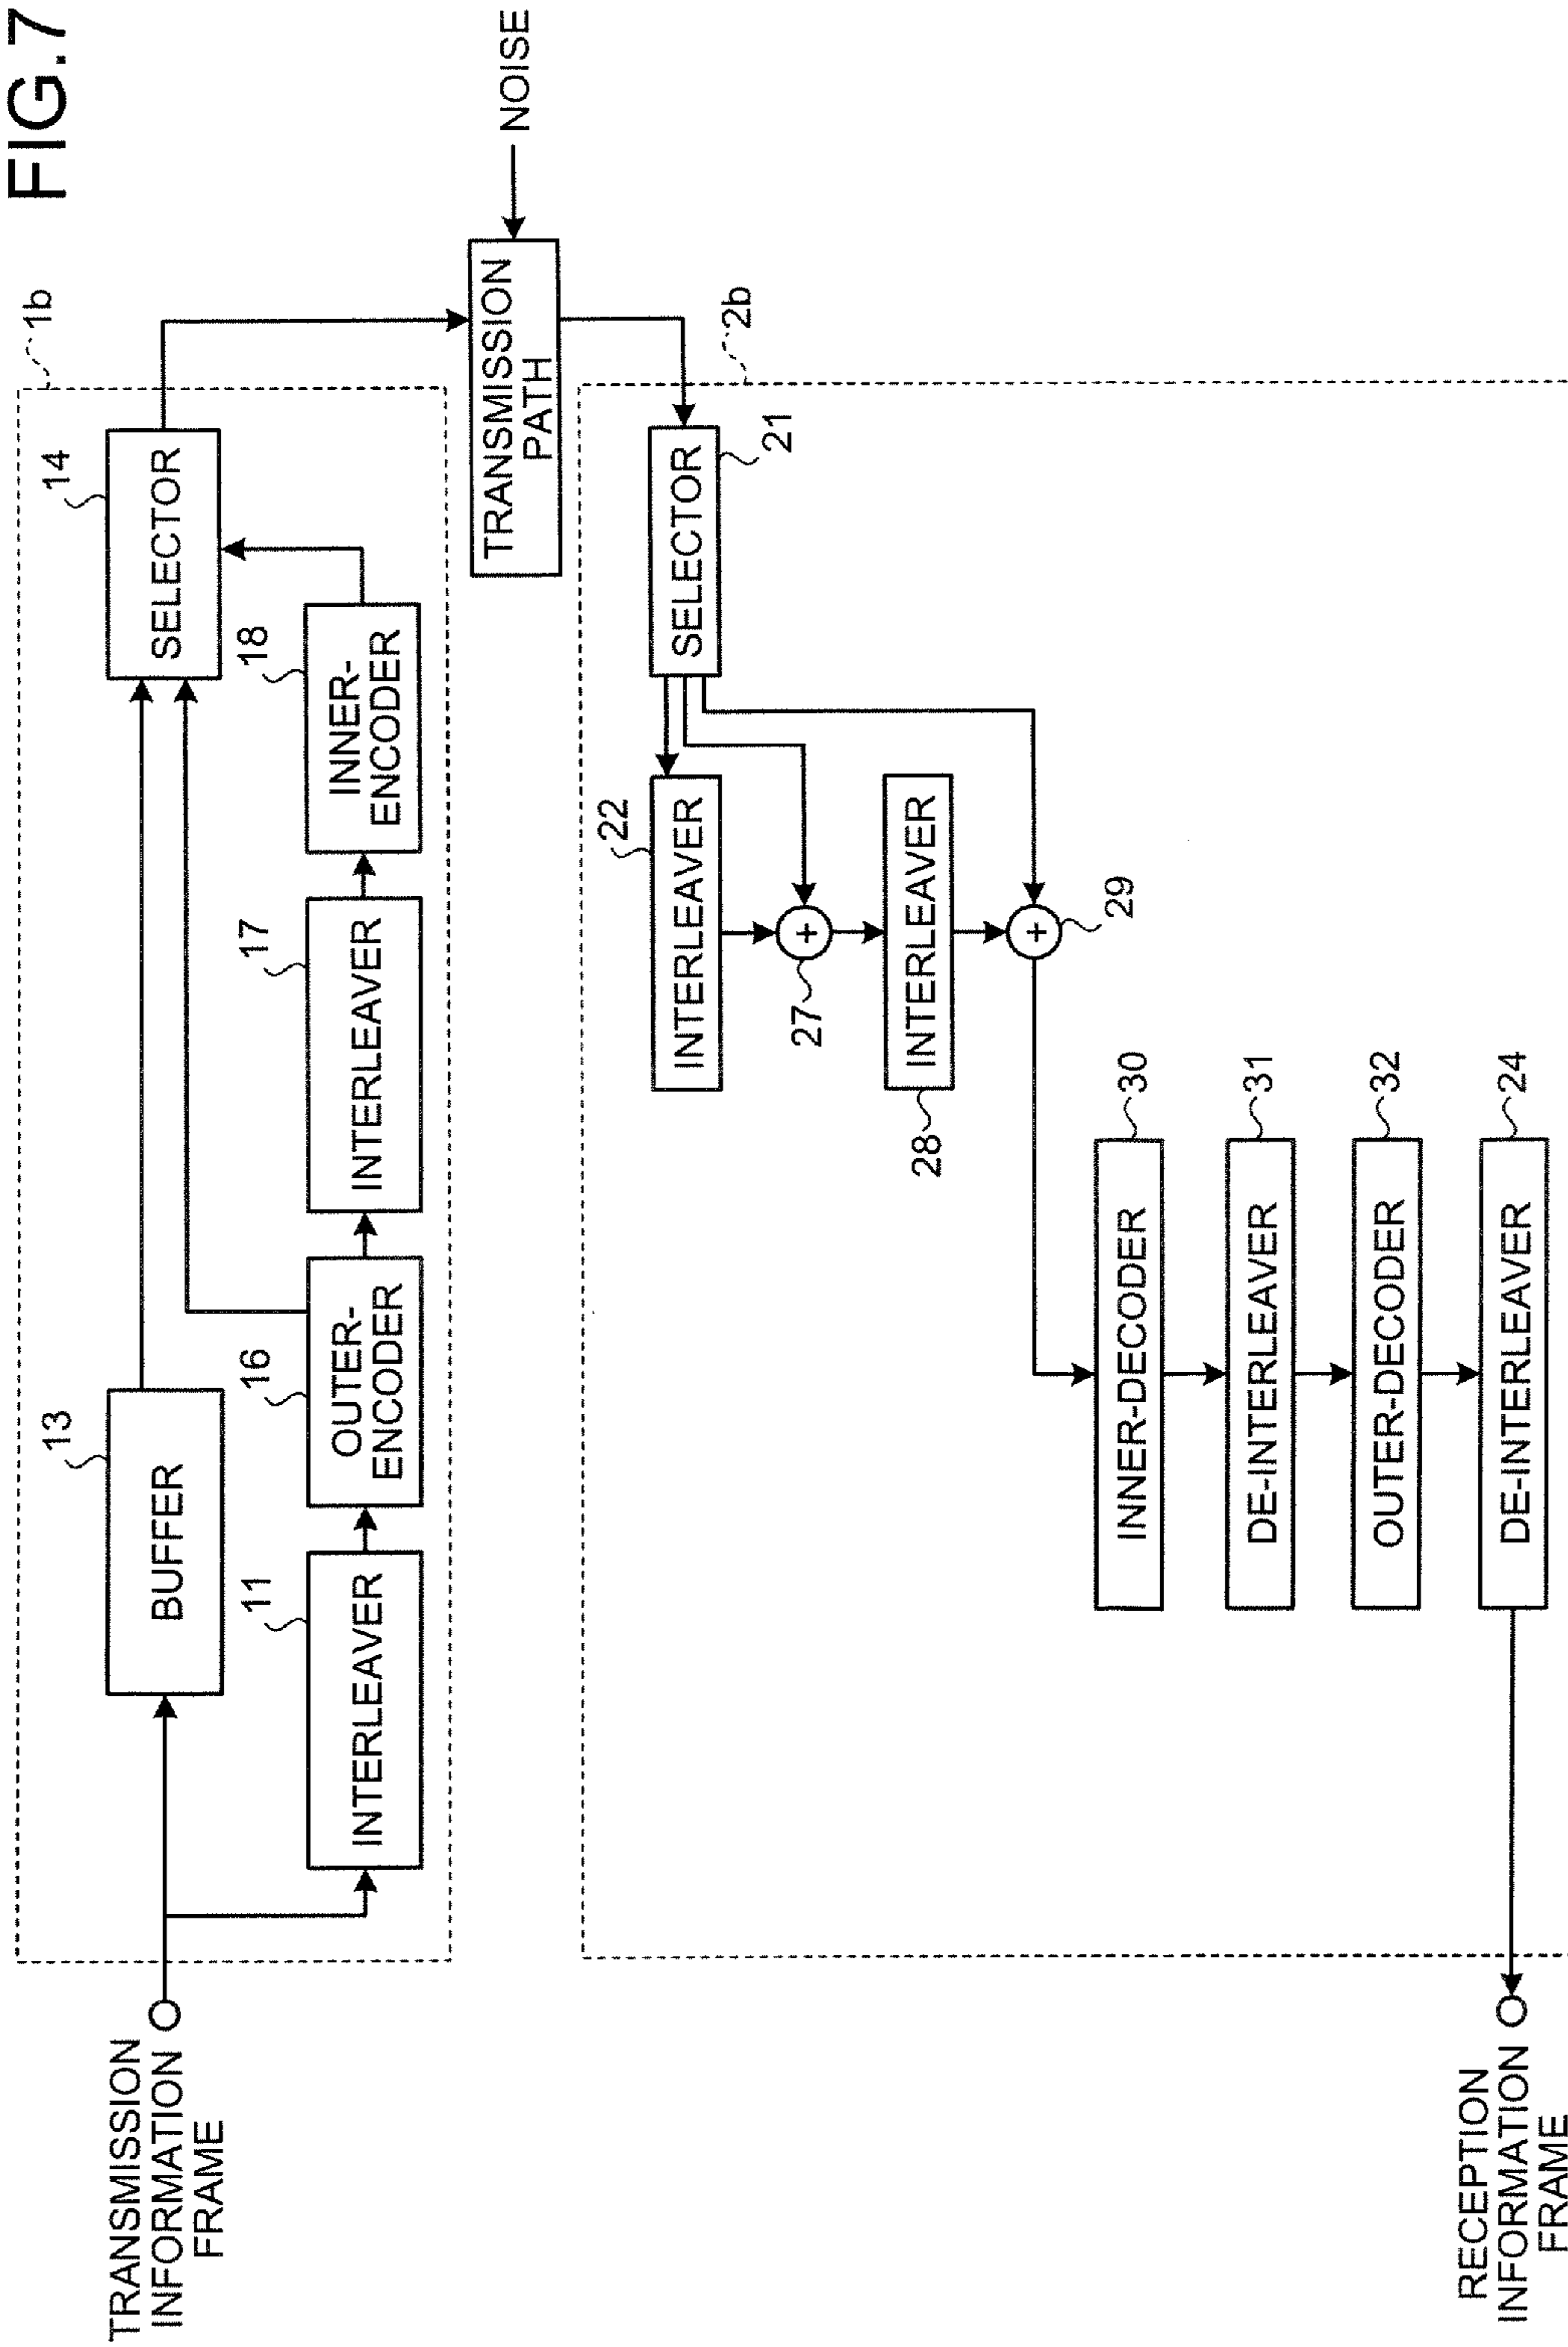 FIG.7
TRANSMISSION
INFORMATION
FRAME
1b
13
BUFFER
14
SELECTOR
11
INTERLEAVER
16
OUTER-
ENCODER
17
INTERLEAVER
18
INNER-
ENCODER
TRANSMISSION
PATH
NOISE
2b
SELECTOR
21
22
INTERLEAVER
+
27
INTERLEAVER
28
+
29
INNER-DECODER
30
DE-INTERLEAVER
31
OUTER-DECODER
32
DE-INTERLEAVER
24
RECEPTION
INFORMATION
FRAME